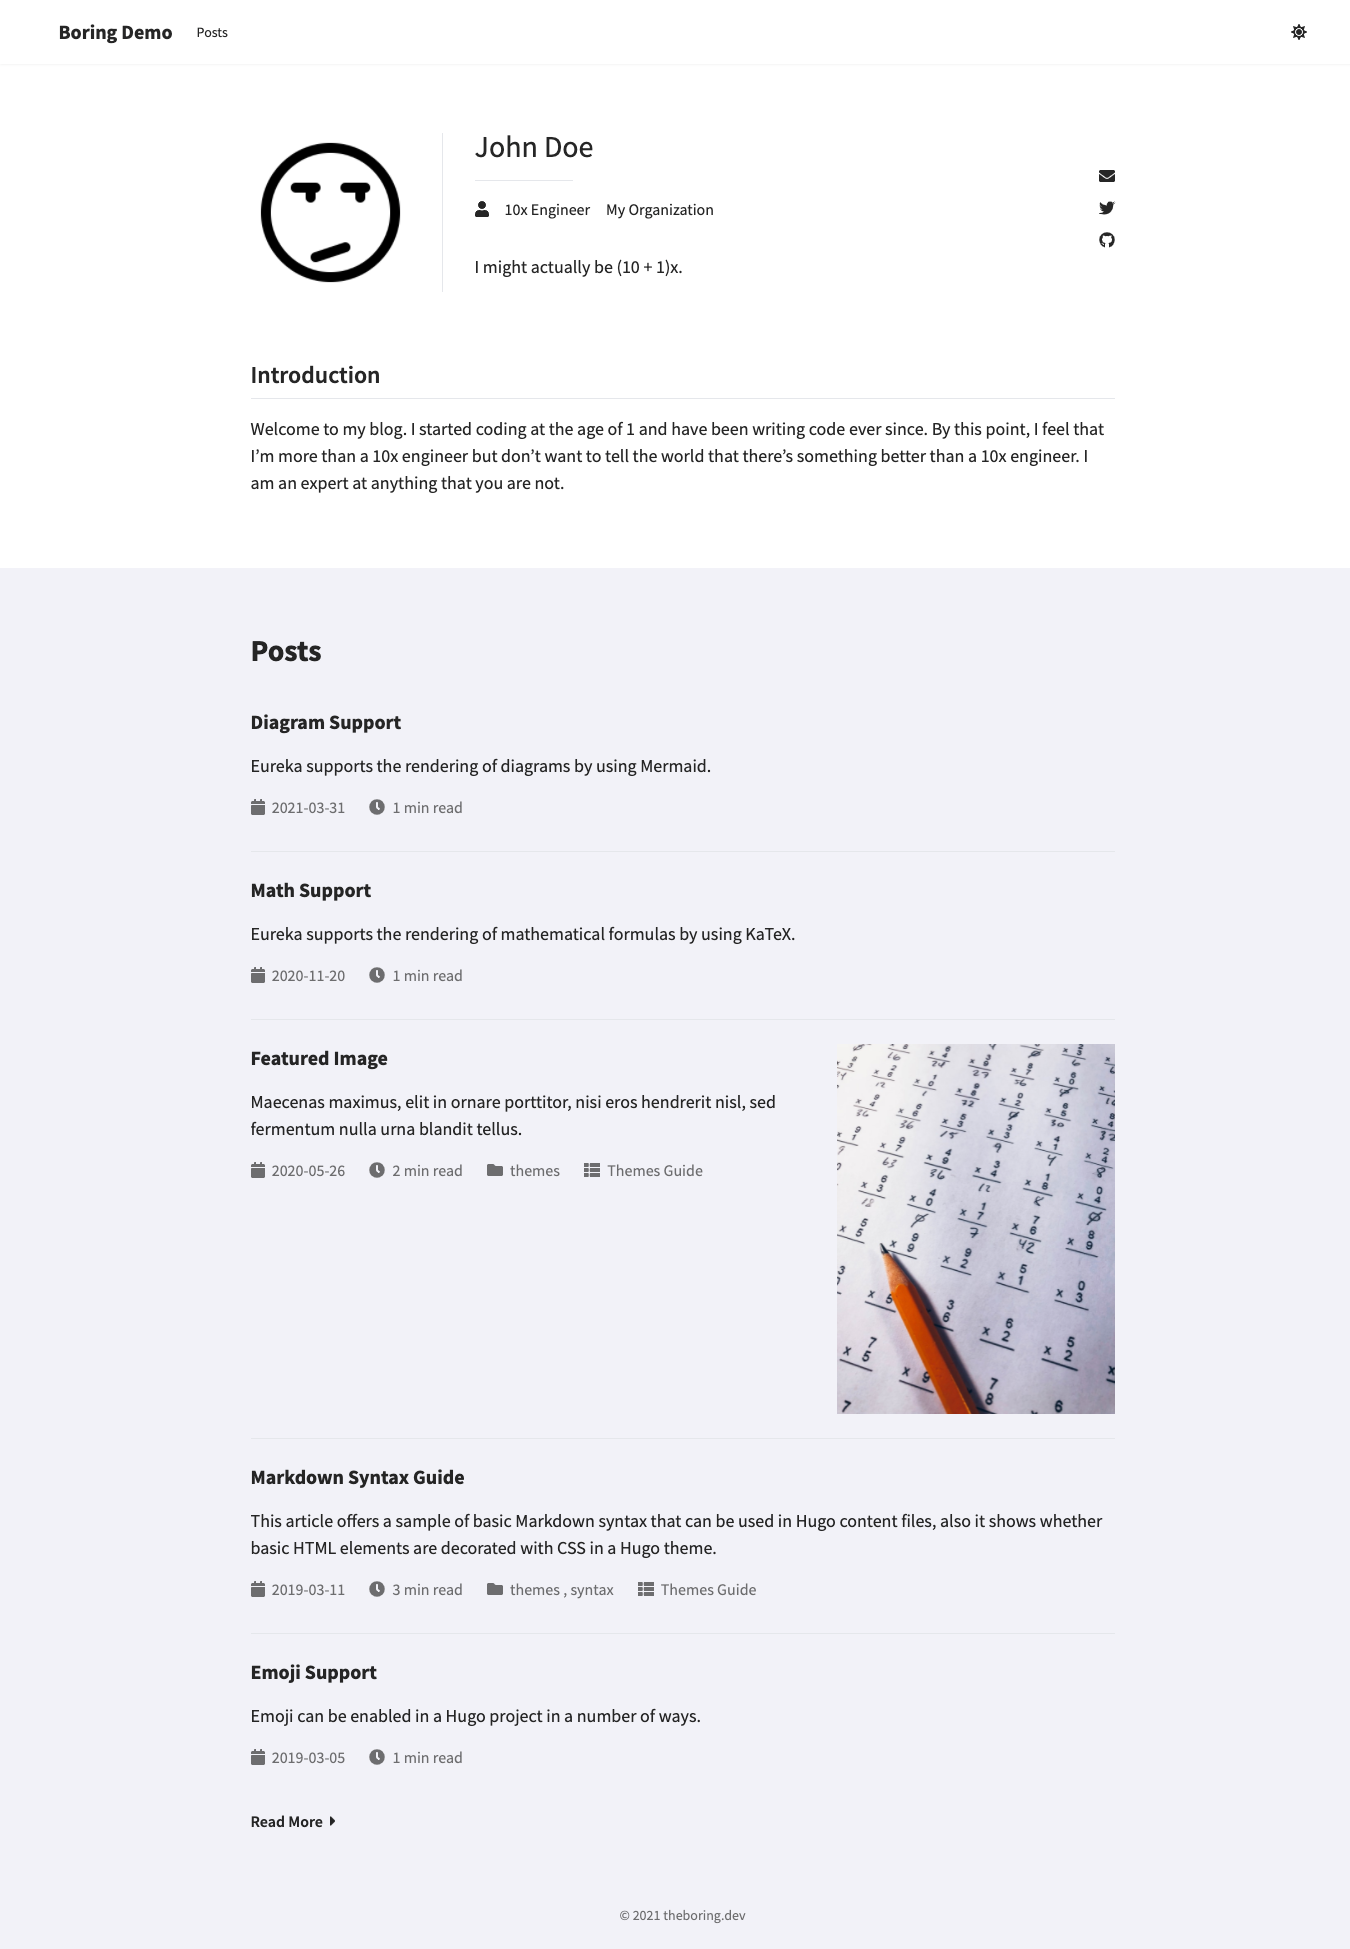 Boring Demo Posts
John Doe
10x Engineer My Organization
I might actually be (10 + 1)x.
Introduction
Welcome to my blog. I started coding at the age of 1 and have been writing code ever since. By this point, I feel that
I’m more than a 10x engineer but don’t want to tell the world that there’s something better than a 10x engineer. I
am an expert at anything that you are not.
Posts
Diagram Support
Eureka supports the rendering of diagrams by using Mermaid.
2021-03-31 1 min read
Math Support
Eureka supports the rendering of mathematical formulas by using KaTeX.
2020-11-20 1 min read
Featured Image
Maecenas maximus, elit in ornare porttitor, nisi eros hendrerit nisl, sed
fermentum nulla urna blandit tellus.
2020-05-26 2 min read themes Themes Guide
Markdown Syntax Guide
This article offers a sample of basic Markdown syntax that can be used in Hugo content files, also it shows whether
basic HTML elements are decorated with CSS in a Hugo theme.
2019-03-11 3 min read themes , syntax Themes Guide
Emoji Support
Emoji can be enabled in a Hugo project in a number of ways.
2019-03-05 1 min read
Read More
© 2021 theboring.dev